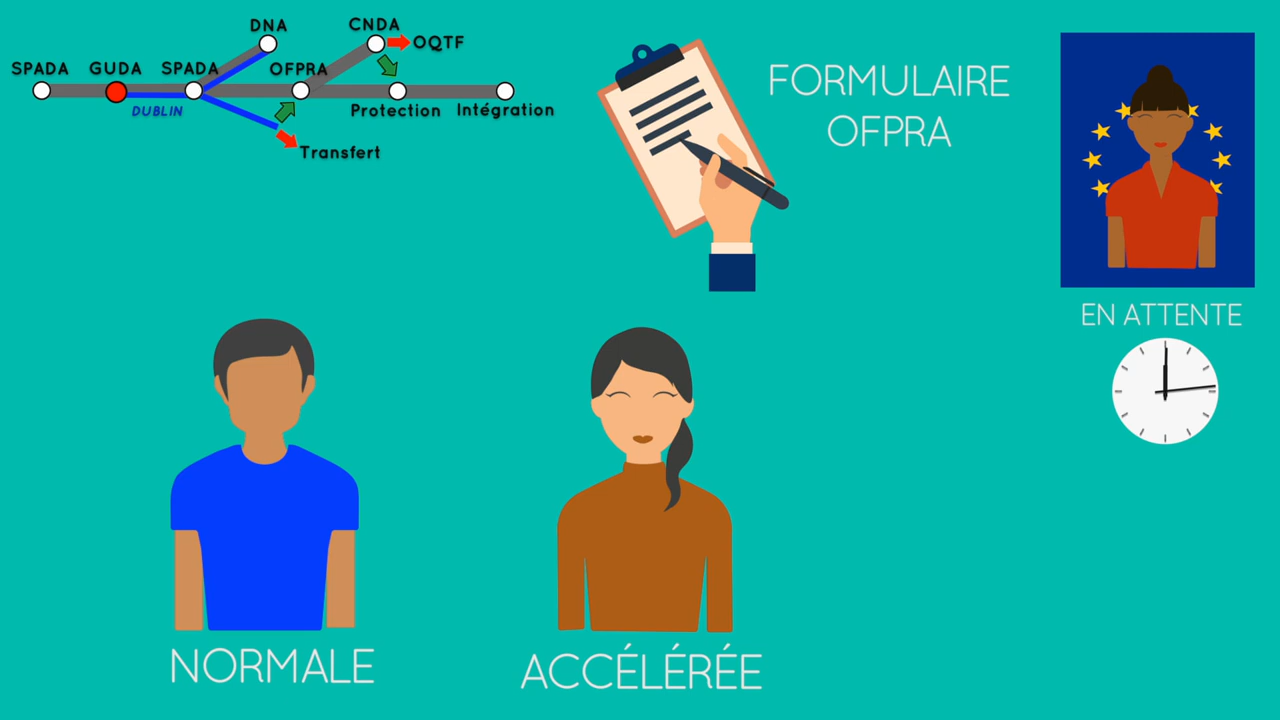 DNA
CNDA
OQTF
SPADA
GUDA
SPADA
OFPRA
DUBLIN
Protection
Intégration
Transfert
FORMULAIRE
OFPRA
EN ATTENTE
NORMALE
ACCÉLÉRÉE